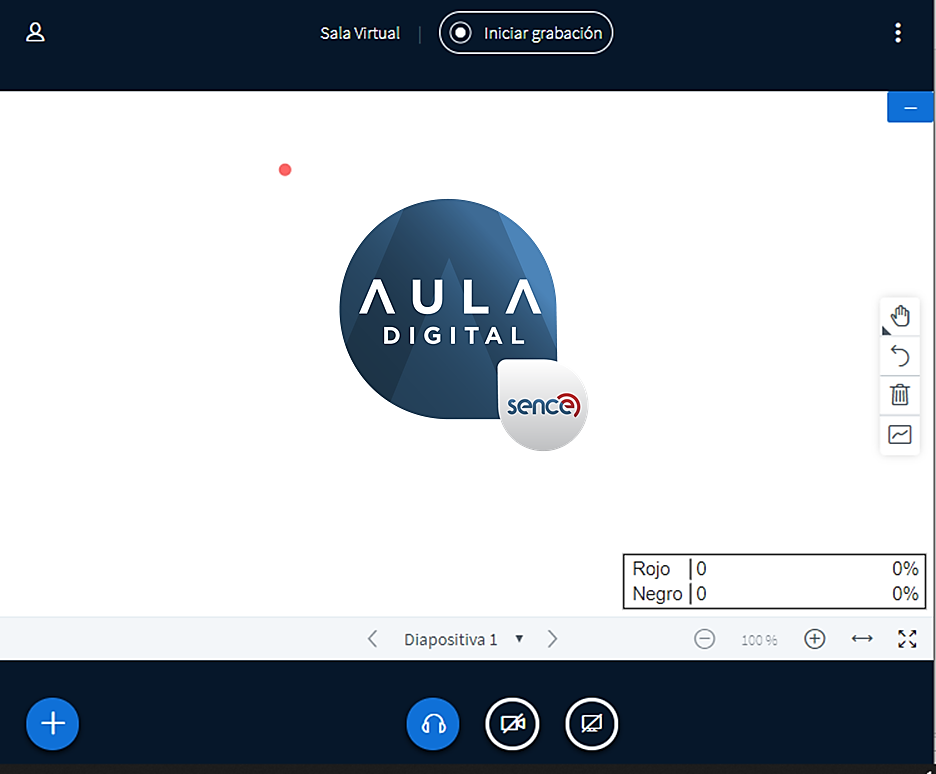 Sala Virtual
Iniciar grabación
AULA
DIGITAL
sence
Rojo 0 0%
Negro 0 0%
Diapositiva 1
100 %